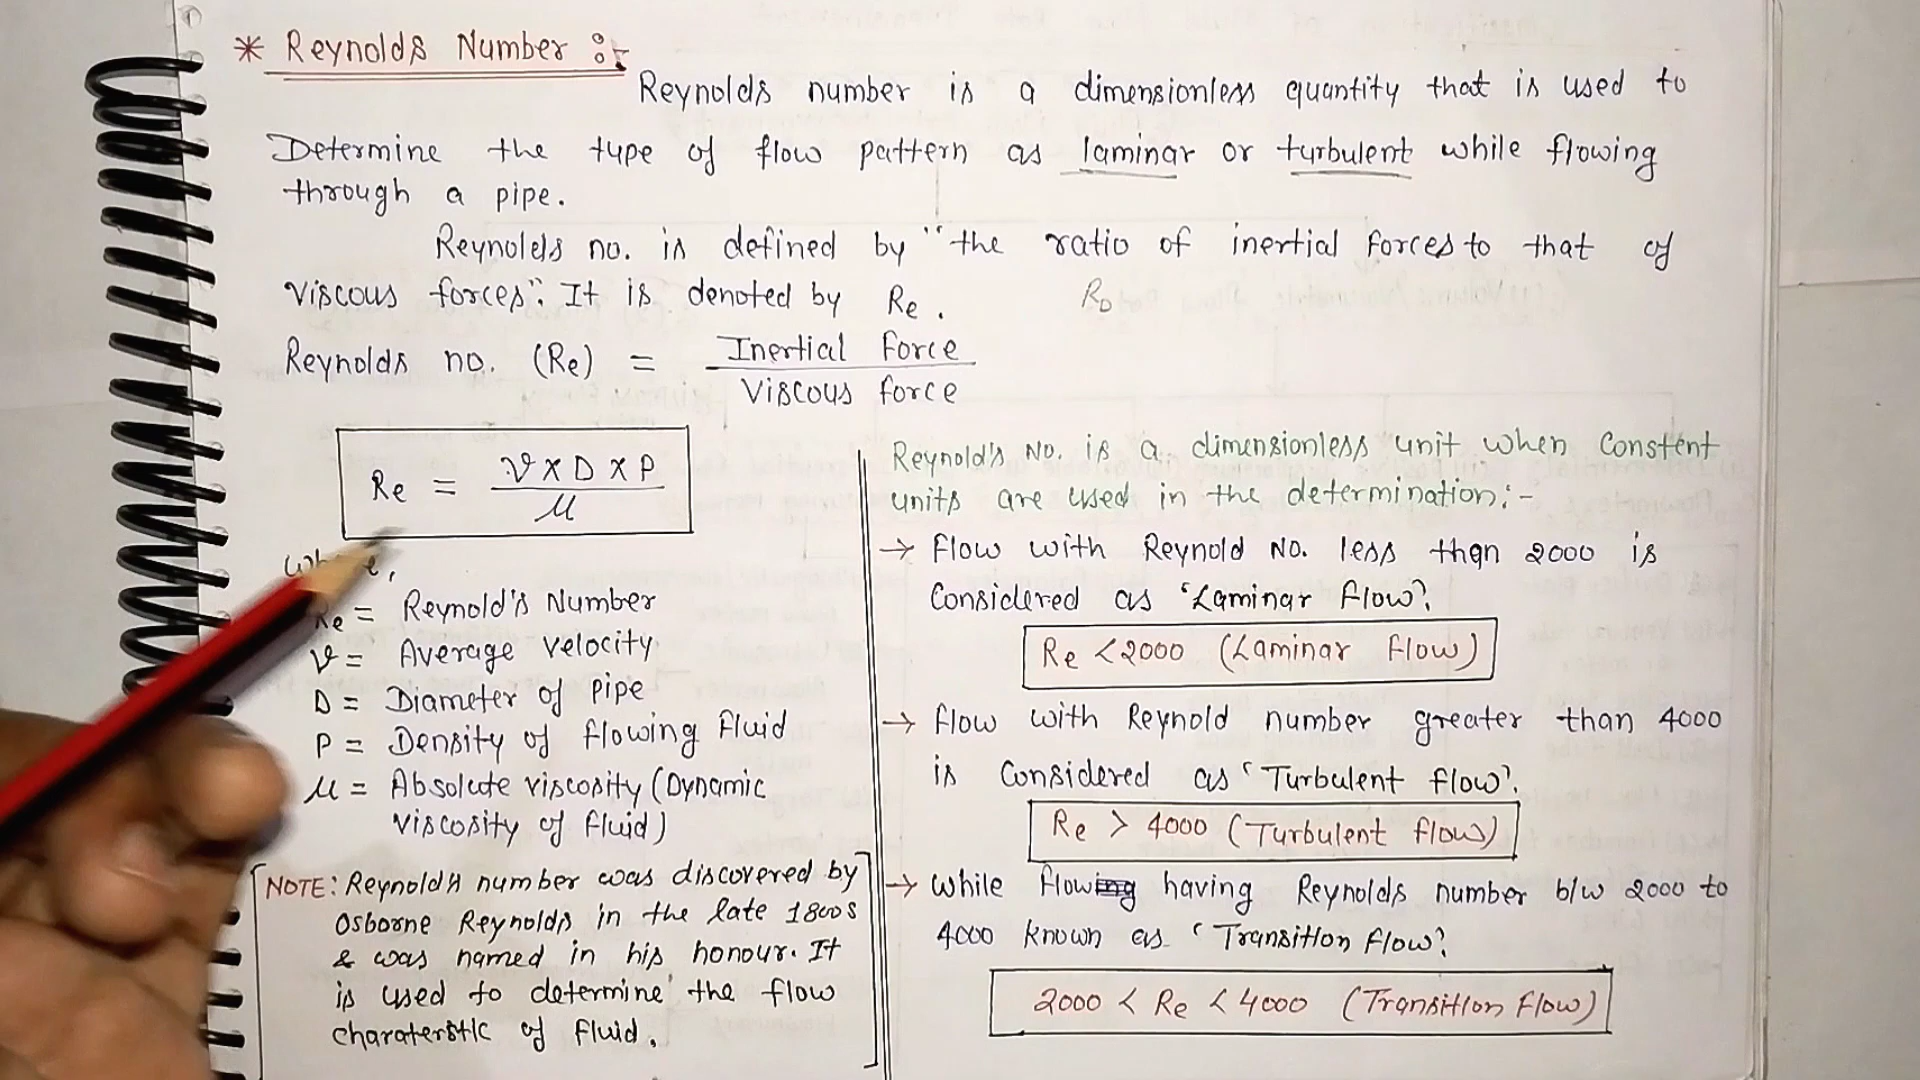 * Reynolds Number :-
Reynolds number is a dimensionless quantity that is used to
Determine the type of flow pattern as laminar or turbulent while flowing
through a pipe.
Reynolds no. is defined by "the ratio of inertial forces to that of
viscous forces". It is denoted by Re.
RD
Reynolds no. (Re) = Inertial force
Viscous force
Re = V x D x P
μ
Re = Reynold's Number
V = Average velocity
D = Diameter of pipe
P = Density of flowing fluid
μ = Absolute viscosity (Dynamic
viscosity of fluid)
NOTE: Reynold's number was discovered by
Osborne Reynolds in the late 1800s
& was named in his honour. It
is used to determine the flow
charateristic of fluid.
Reynold's No. is a dimensionless unit when constent
units are used in the determination:-
→ flow with Reynold No. less than 2000 is
Considered as 'Laminar flow'.
Re < 2000 (Laminar flow)
→ flow with Reynold number greater than 4000
is Considered as 'Turbulent flow'.
Re > 4000 (Turbulent flow)
→ While flow having Reynolds number b/w 2000 to
4000 known as 'Transition flow'.
2000 < Re < 4000 (Transition flow)